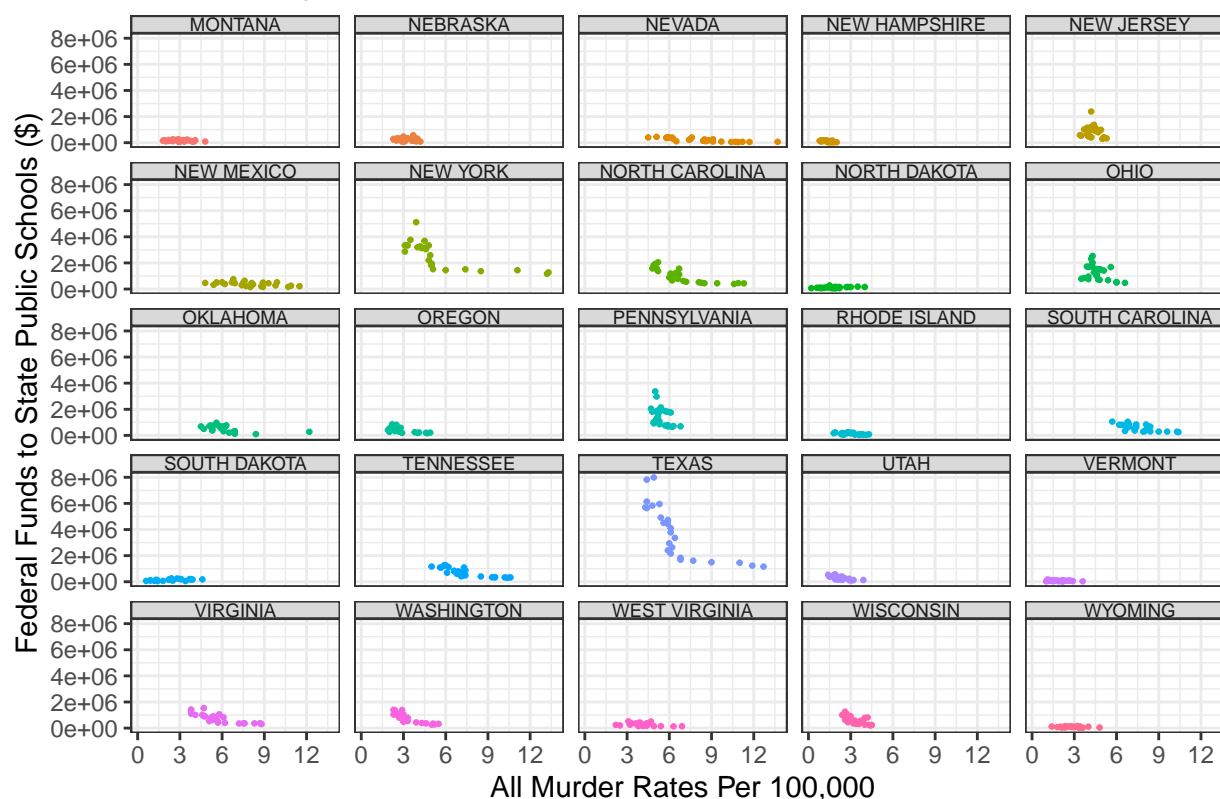 MONTANA NEBRASKA NEVADA NEW HAMPSHIRE NEW JERSEY
8e+06
6e+06
4e+06
2e+06
0e+00
NEW MEXICO NEW YORK NORTH CAROLINA NORTH DAKOTA OHIO
8e+06
6e+06
4e+06
2e+06
0e+00
OKLAHOMA OREGON PENNSYLVANIA RHODE ISLAND SOUTH CAROLINA
8e+06
6e+06
4e+06
2e+06
0e+00
SOUTH DAKOTA TENNESSEE TEXAS UTAH VERMONT
8e+06
6e+06
4e+06
2e+06
0e+00
VIRGINIA WASHINGTON WEST VIRGINIA WISCONSIN WYOMING
8e+06
6e+06
4e+06
2e+06
0e+00
0 3 6 9 12 0 3 6 9 12 0 3 6 9 12 0 3 6 9 12 0 3 6 9 12
All Murder Rates Per 100,000
Federal Funds to State Public Schools ($)